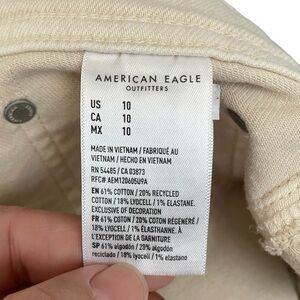 AMERICAN EAGLE
OUTFITTERS
US 10
CA 10
MX 10
MADE IN VIETNAM / FABRIQUÉ AU
VIETNAM / HECHO EN VIETNAM
RN 54485 / CA 03873
RFC# AEM120605U9A
EN 61% COTTON / 20% RECYCLED
COTTON / 18% LYOCELL / 1% ELASTANE.
EXCLUSIVE OF DECORATION
FR 61% COTON / 20% COTON RÉGÉNÉRÉ /
18% LYOCELL / 1% ÉLASTHANNE. À
L'EXCEPTION DE LA GARNITURE
SP 61% algodón / 20% algodón
reciclado / 18% lyocell / 1% elastano